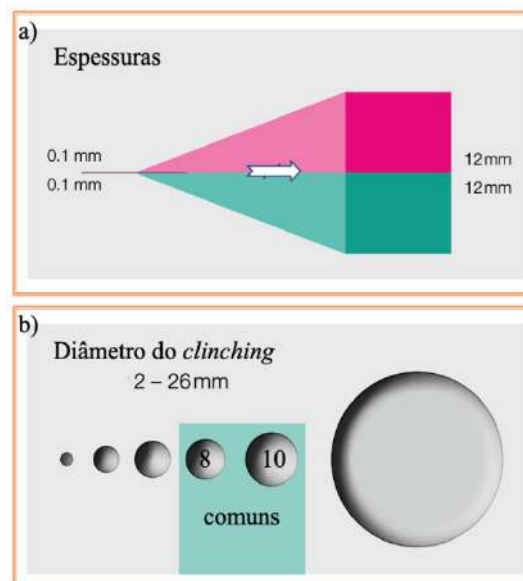 a)
Espessuras
0.1 mm
0.1 mm
12mm
12mm
b)
Diâmetro do clinching
2 – 26mm
8
10
comuns